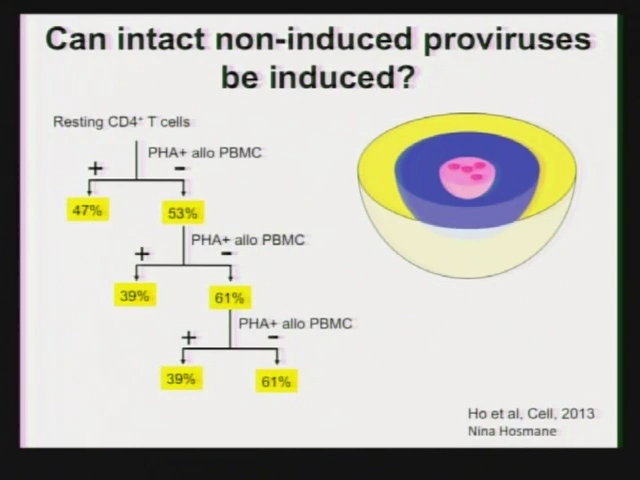 Can intact non-induced proviruses
be induced?
Resting CD4⁺ T cells
PHA+ allo PBMC
+ -
47% 53%
PHA+ allo PBMC
+ -
39% 61%
PHA+ allo PBMC
+ -
39% 61%
Ho et al, Cell, 2013
Nina Hosmane